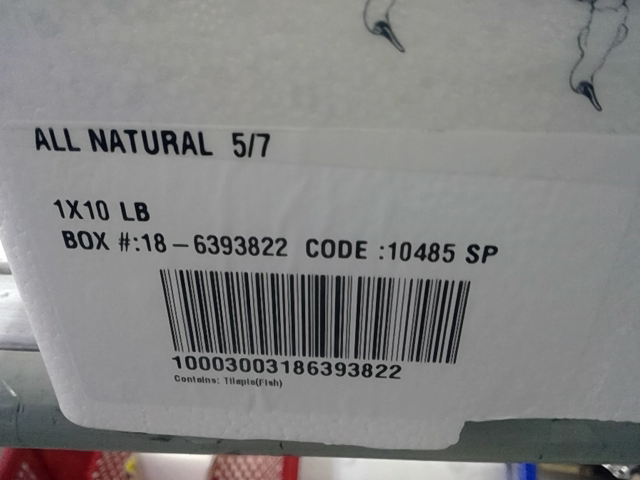 ALL NATURAL 5/7
1X10 LB
BOX #:18-6393822 CODE :10485 SP
10003003186393822
Contains: Tilapia(Fish)